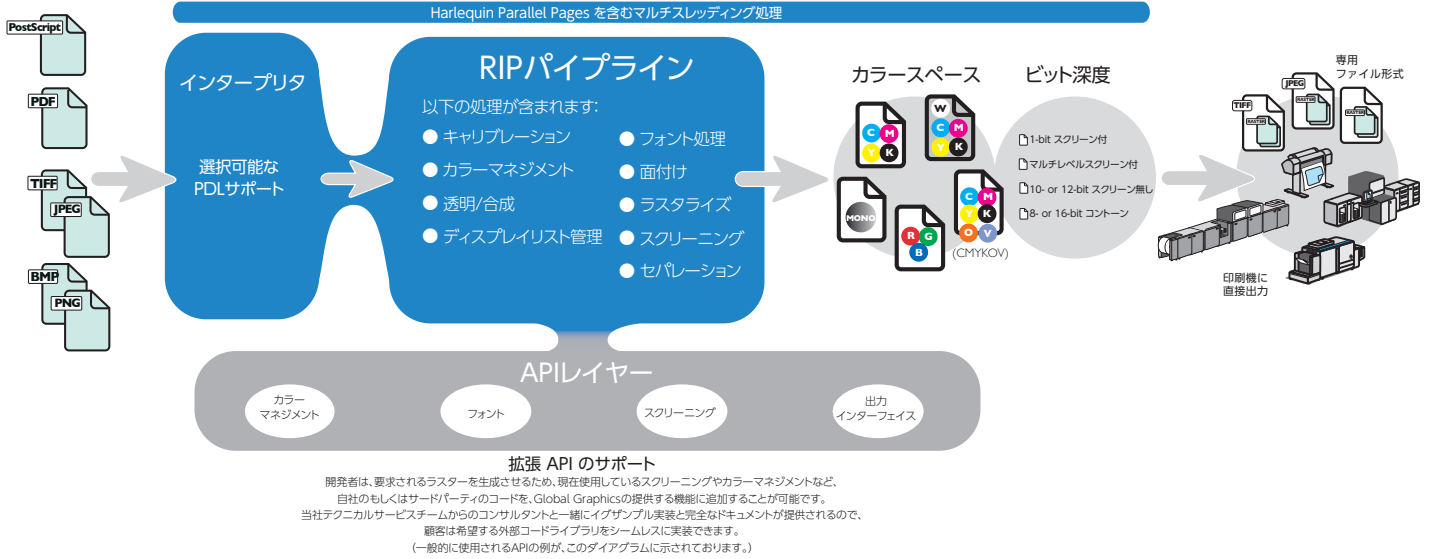 Harlequin Parallel Pages を含むマルチスレッディング処理
PostScript
PDF
TIFF
JPEG
BMP
PNG
インタープリタ
選択可能な
PDLサポート
RIPパイプライン
以下の処理が含まれます:
● キャリブレーション
● カラーマネジメント
● 透明/合成
● ディスプレイリスト管理
● フォント処理
● 面付け
● ラスタライズ
● スクリーニング
● セパレーション
カラースペース
C M
Y K
W
C M
Y K
MONO
R G
B
C M
Y K
O V
(CMYKOV)
ビット深度
1-bit スクリーン付
マルチレベルスクリーン付
10- or 12-bit スクリーン無し
8- or 16-bit コントーン
専用
ファイル形式
TIFF
RASTER
JPEG
RASTER
RASTER
印刷機に
直接出力
APIレイヤー
カラー
マネジメント
フォント
スクリーニング
出力
インターフェイス
拡張 API のサポート
開発者は、要求されるラスターを生成させるため、現在使用しているスクリーニングやカラーマネジメントなど、
自社のもしくはサードパーティのコードを、Global Graphicsの提供する機能に追加することが可能です。
当社テクニカルサービスチームからのコンサルタントと一緒にイグザンプル実装と完全なドキュメントが提供されるので、
顧客は希望する外部コードライブラリをシームレスに実装できます。
(一般的に使用されるAPIの例が、このダイアグラムに示されております。)